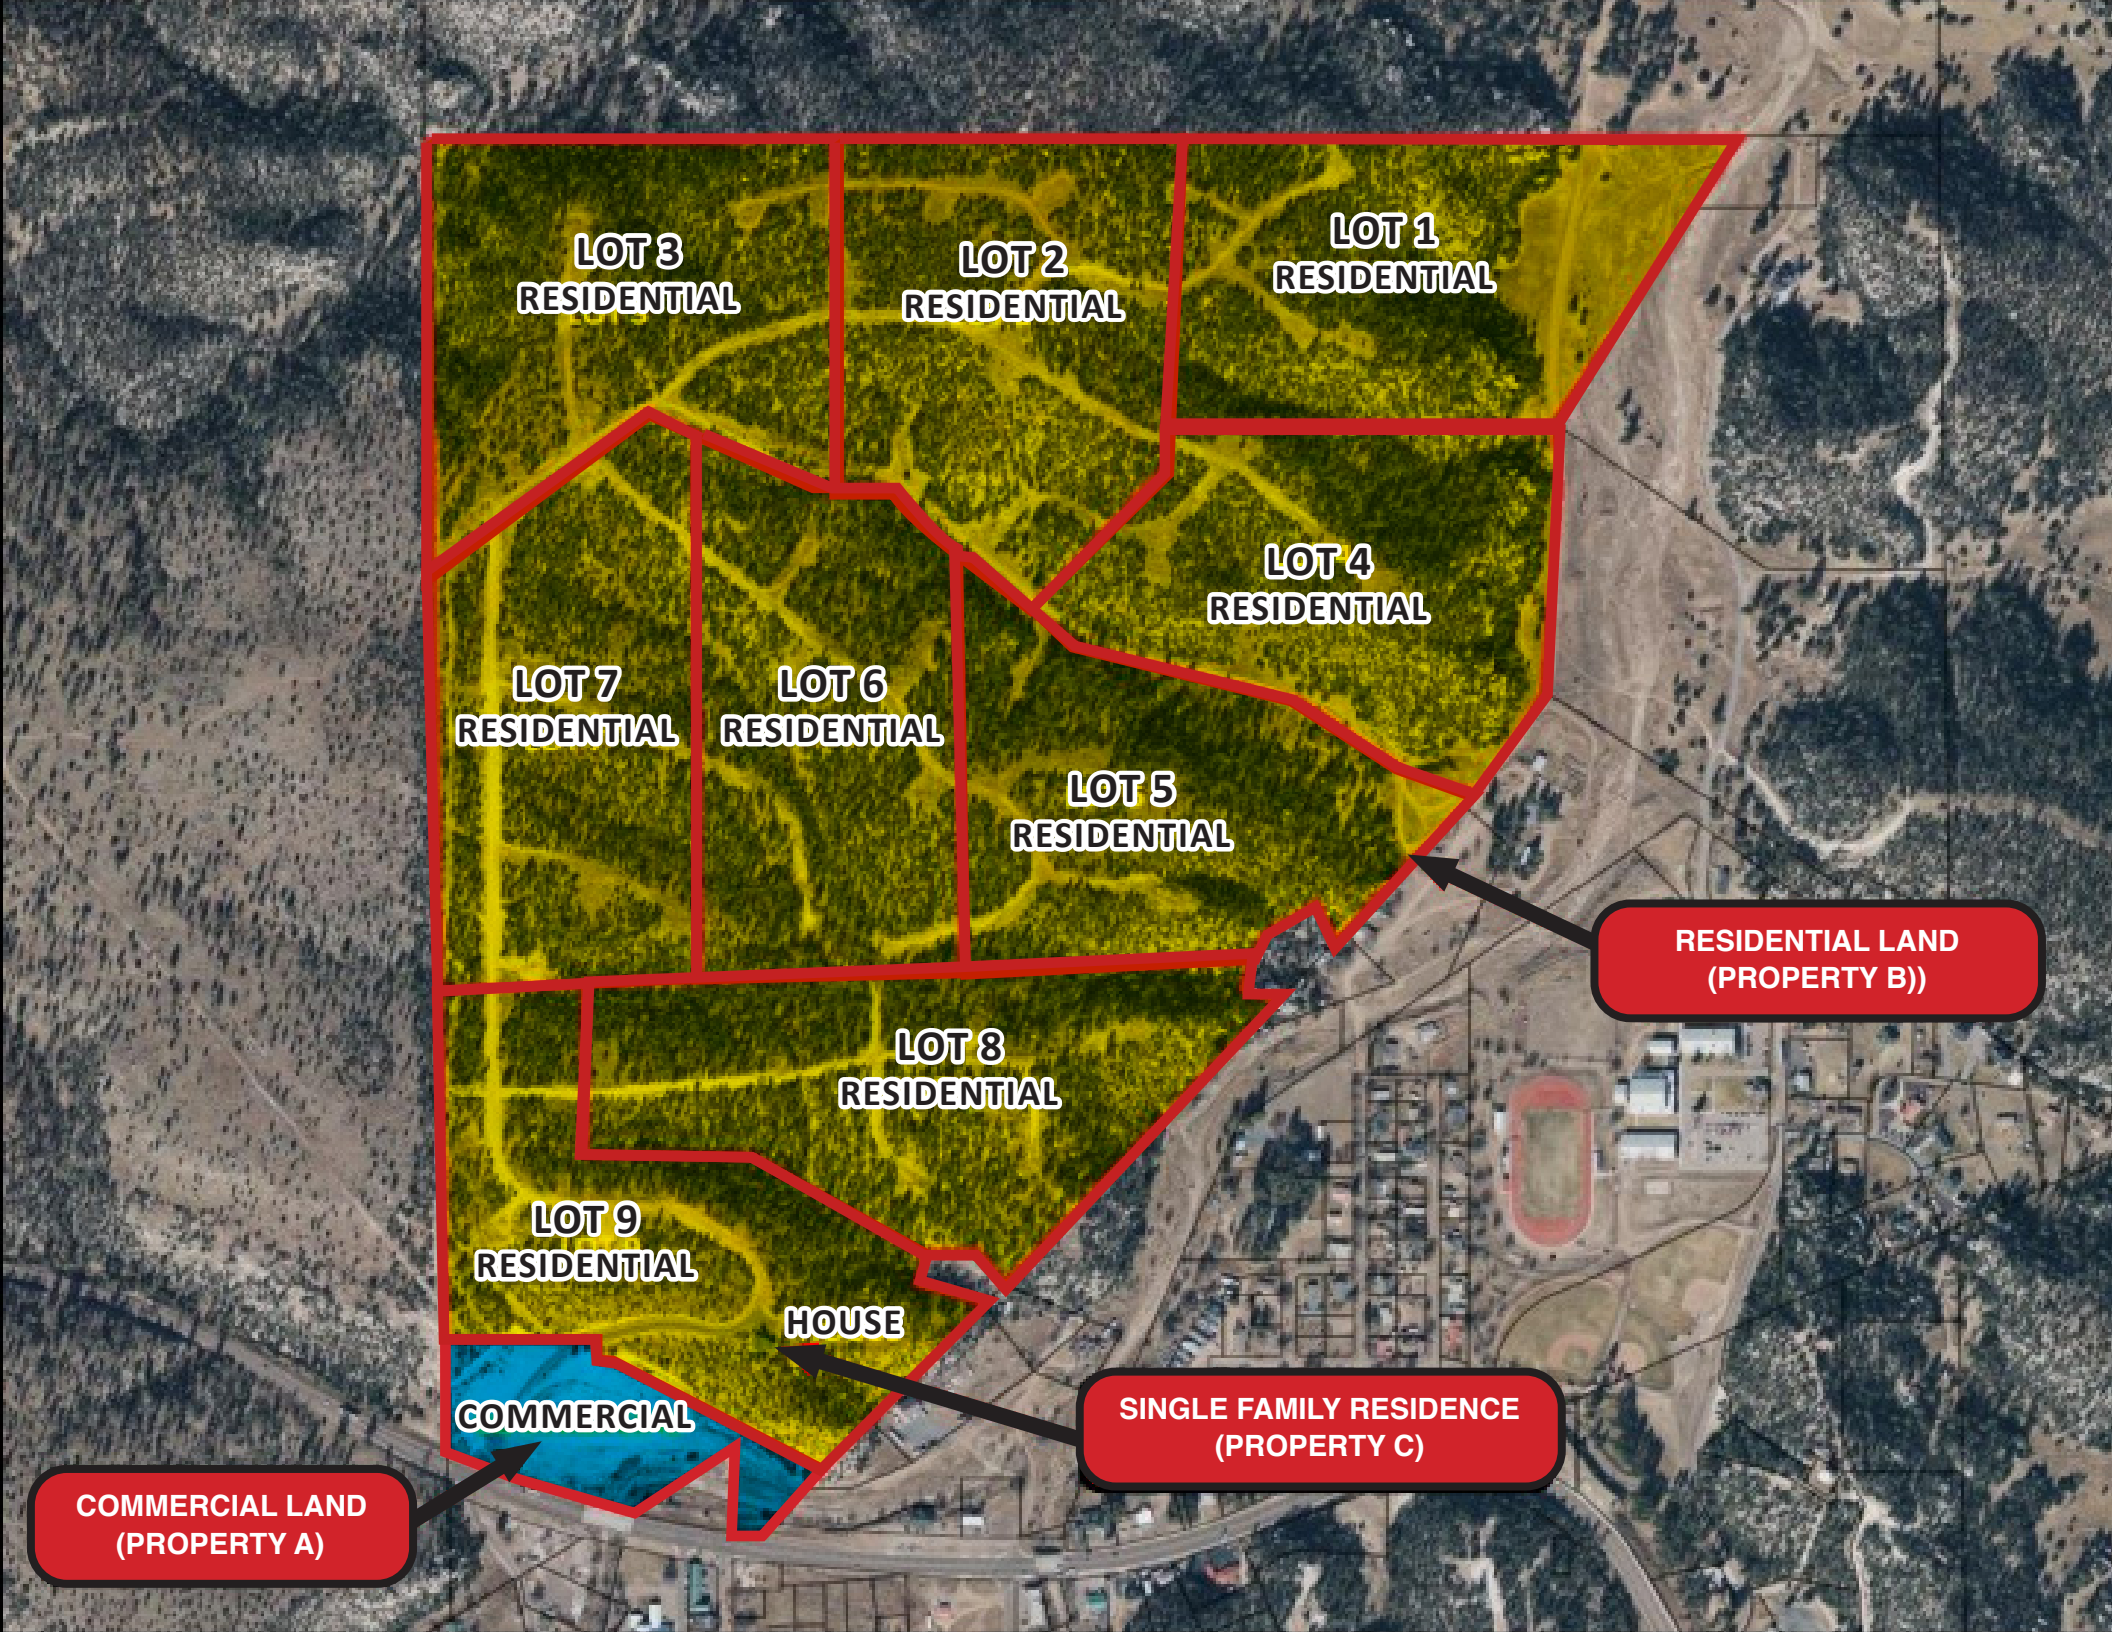 LOT 3
RESIDENTIAL
LOT 2
RESIDENTIAL
LOT 1
RESIDENTIAL
LOT 4
RESIDENTIAL
LOT 7
RESIDENTIAL
LOT 6
RESIDENTIAL
LOT 5
RESIDENTIAL
RESIDENTIAL LAND
(PROPERTY B))
LOT 8
RESIDENTIAL
LOT 9
RESIDENTIAL
HOUSE
SINGLE FAMILY RESIDENCE
(PROPERTY C)
COMMERCIAL
COMMERCIAL LAND
(PROPERTY A)